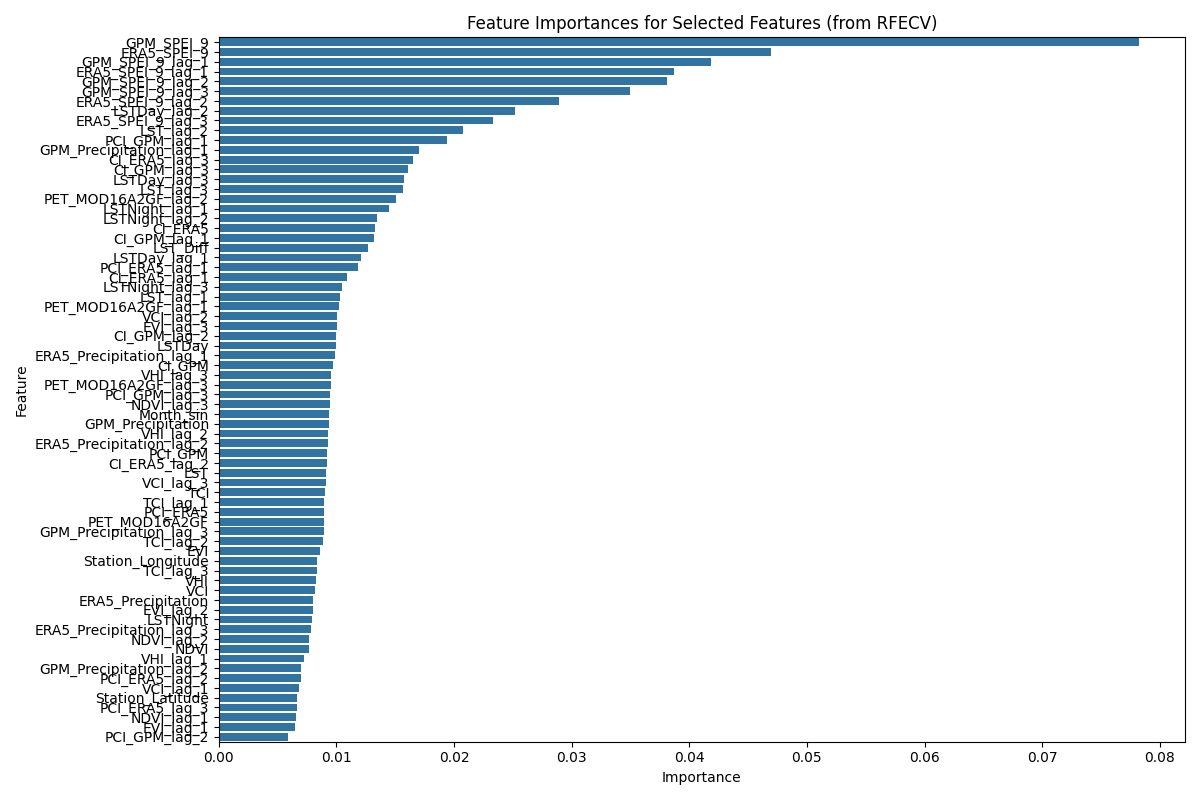 Feature Importances for Selected Features (from RFECV)
GPM_SPEI_9
ERA5_SPEI_9
GPM_SPEI_9_lag_1
ERA5_SPEI_9_lag_1
GPM_SPEI_9_lag_2
GPM_SPEI_9_lag_3
ERA5_SPEI_9_lag_2
LSTDay_lag_2
ERA5_SPEI_9_lag_3
LST_lag_2
PCI_GPM_lag_1
GPM_Precipitation_lag_1
CI_ERA5_lag_3
CI_GPM_lag_3
LSTDay_lag_3
LST_lag_3
PET_MOD16A2GF_lag_2
LSTNight_lag_1
LSTNight_lag_2
CI_ERA5
CI_GPM_lag_1
LST_Diff
LSTDay_lag_1
PCI_ERA5_lag_1
CI_ERA5_lag_1
LSTNight_lag_3
LST_lag_1
PET_MOD16A2GF_lag_1
VCI_lag_2
EVI_lag_3
CI_GPM_lag_2
LSTDay
ERA5_Precipitation_lag_1
CI_GPM
VHI_lag_3
PET_MOD16A2GF_lag_3
PCI_GPM_lag_3
NDVI_lag_3
Month_sin
GPM_Precipitation
VHI_lag_2
ERA5_Precipitation_lag_2
PCI_GPM
CI_ERA5_lag_2
LST
VCI_lag_3
TCI
TCI_lag_1
PCI_ERA5
PET_MOD16A2GF
GPM_Precipitation_lag_3
TCI_lag_2
EVI
Station_Longitude
TCI_lag_3
VHI
VCI
ERA5_Precipitation
EVI_lag_2
LSTNight
ERA5_Precipitation_lag_3
NDVI_lag_2
NDVI
VHI_lag_1
GPM_Precipitation_lag_2
PCI_ERA5_lag_2
VCI_lag_1
Station_Latitude
PCI_ERA5_lag_3
NDVI_lag_1
EVI_lag_1
PCI_GPM_lag_2
Feature
0.00 0.01 0.02 0.03 0.04 0.05 0.06 0.07 0.08
Importance